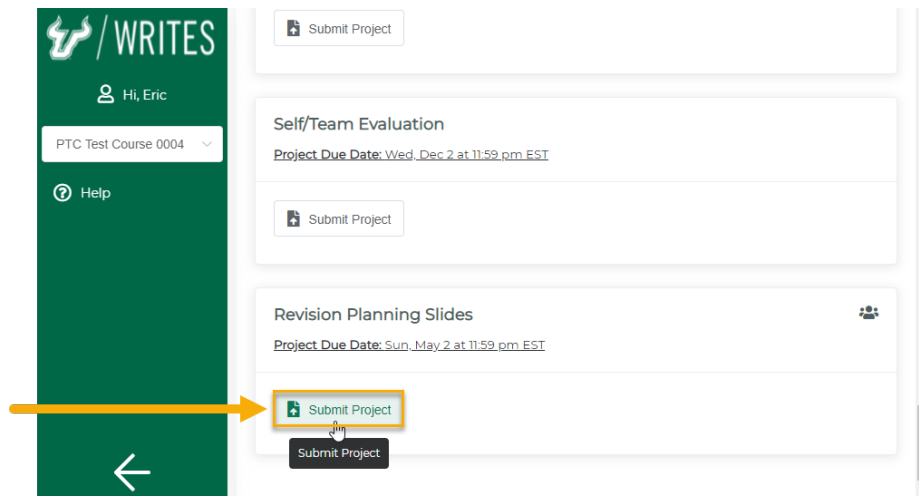 / WRITES
Hi, Eric
PTC Test Course 0004
Help
Submit Project
Self/Team Evaluation
Project Due Date: Wed, Dec 2 at 11:59 pm EST
Submit Project
Revision Planning Slides
Project Due Date: Sun, May 2 at 11:59 pm EST
Submit Project
Submit Project